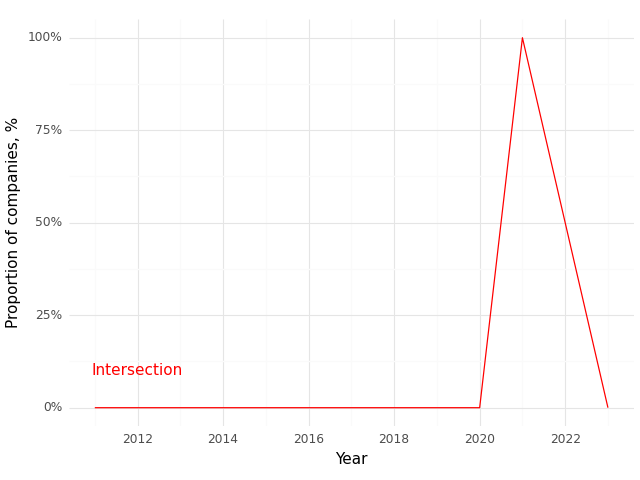 100%
75%
50%
25%
0%
Proportion of companies, %
Intersection
2012 2014 2016 2018 2020 2022
Year